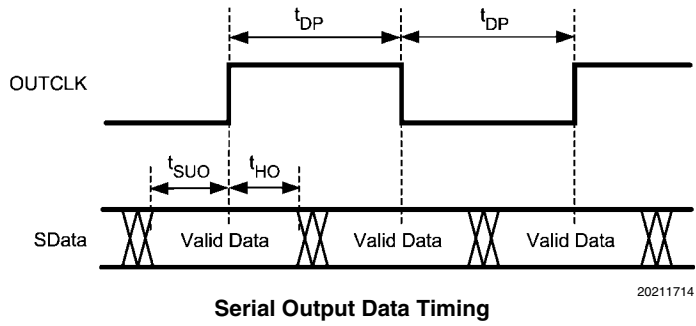 tDP tDP
OUTCLK
tSUO tHO
SData Valid Data Valid Data Valid Data
20211714
Serial Output Data Timing